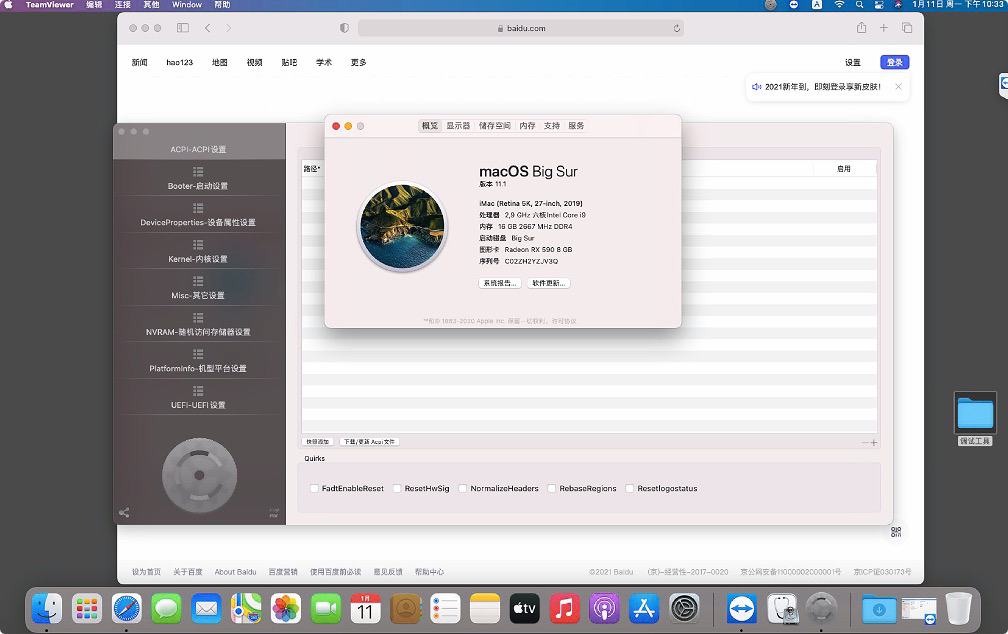 TeamViewer 编辑 连接 其他 Window 帮助
A
1月11日 周一 下午10:33
baidu.com
新闻 hao123 地图 视频 贴吧 学术 更多 设置 登录
2021新年到，即刻登录享新皮肤！
概览 显示器 储存空间 内存 支持 服务
ACPI-ACPI设置
Booter-启动设置
DeviceProperties-设备属性设置
Kernel-内核设置
Misc-其它设置
NVRAM-随机访问存储器设置
PlatformInfo-机型平台设置
UEFI-UEFI设置
路径*
启用
macOS Big Sur
版本 11.1
iMac (Retina 5K, 27-inch, 2019)
处理器 2.9 GHz 六核Intel Core i9
内存 16 GB 2667 MHz DDR4
启动磁盘 Big Sur
图形卡 Radeon RX 590 8 GB
序列号 C02ZH2YZJV3Q
系统报告... 软件更新...
1983-2020 Apple Inc. 保留一切权利。许可协议
快捷添加 下载/更新 Acpi文件
Quirks
FadtEnableReset ResetHwSig NormalizeHeaders RebaseRegions Resetlogostatus
调试工具
设为首页 关于百度 About Baidu 百度营销 使用百度前必读 意见反馈 帮助中心 ©2021 Baidu (京)-经营性-2017-0020 京公网安备11000002000001号 京ICP证030173号
1月
11
tv